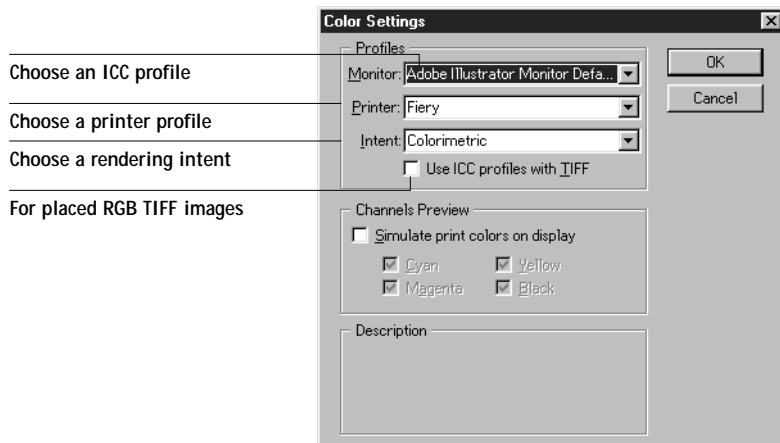 Color Settings
Profiles
Choose an ICC profile
Monitor: Adobe Illustrator Monitor Defa...
OK
Choose a printer profile
Printer: Fiery
Cancel
Choose a rendering intent
Intent: Colorimetric
Use ICC profiles with TIFF
For placed RGB TIFF images
Channels Preview
Simulate print colors on display
Cyan Yellow
Magenta Black
Description